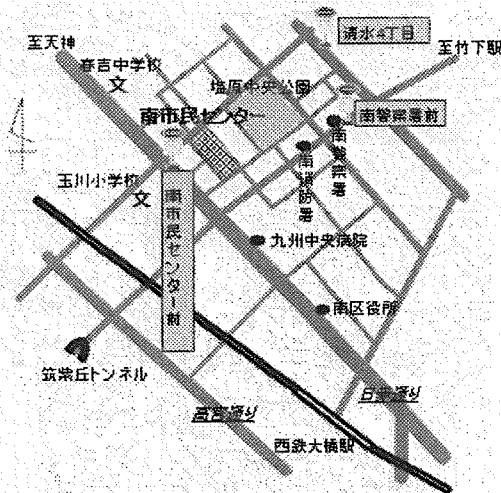 清水4丁目
至天神
至竹下駅
春吉中学校
文
塩原中央公園
南警察署前
南市民センター
南警察署
南消防署
玉川小学校
文
南市民センター前
九州中央病院
南区役所
筑紫丘トンネル
高宮通り
日赤通り
西鉄大橋駅